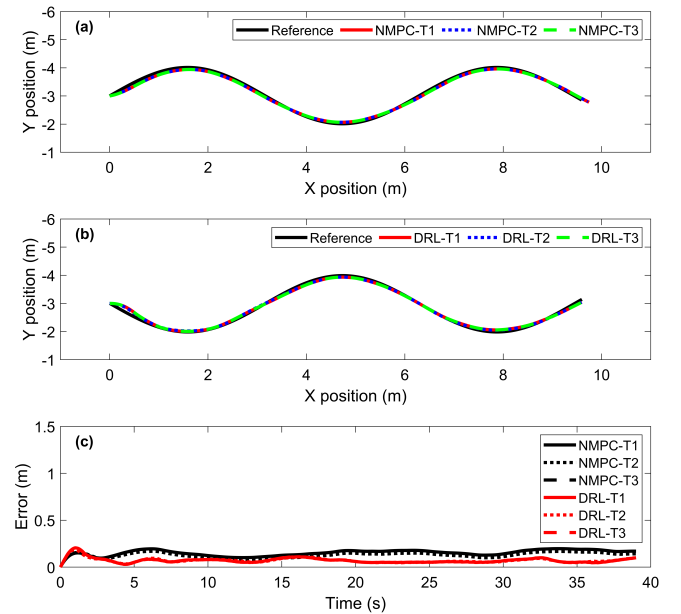 -6
(a)
Reference NMPC-T1 NMPC-T2 NMPC-T3
-5
-4
-3
-2
-1
Y position (m)
0 2 4 6 8 10
X position (m)
-6
(b)
Reference DRL-T1 DRL-T2 DRL-T3
-5
-4
-3
-2
-1
Y position (m)
0 2 4 6 8 10
X position (m)
1.5
(c)
NMPC-T1
NMPC-T2
NMPC-T3
DRL-T1
DRL-T2
DRL-T3
1
0.5
0
Error (m)
0 5 10 15 20 25 30 35 40
Time (s)